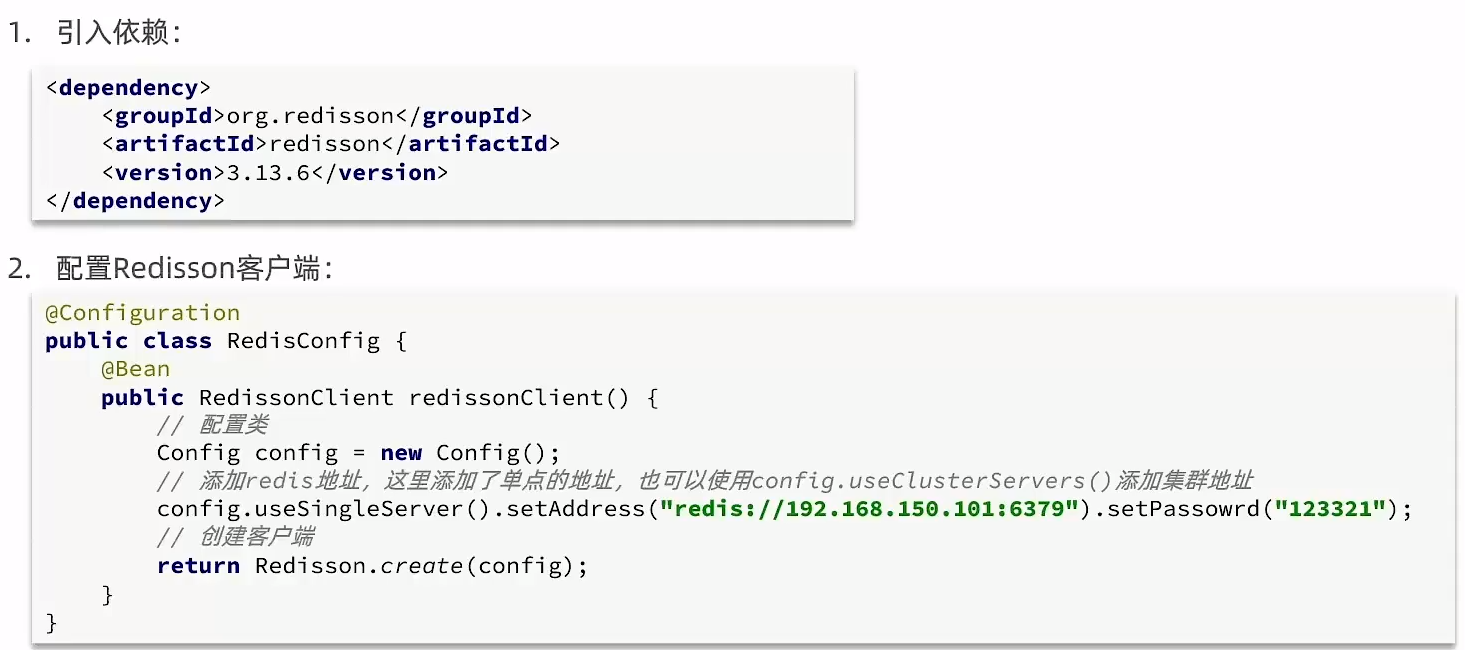 1. 引入依赖：
<dependency>
    <groupId>org.redisson</groupId>
    <artifactId>redisson</artifactId>
    <version>3.13.6</version>
</dependency>
2. 配置Redisson客户端：
@Configuration
public class RedisConfig {
    @Bean
    public RedissonClient redissonClient() {
        // 配置类
        Config config = new Config();
        // 添加redis地址，这里添加了单点的地址，也可以使用config.useClusterServers()添加集群地址
        config.useSingleServer().setAddress("redis://192.168.150.101:6379").setPassowrd("123321");
        // 创建客户端
        return Redisson.create(config);
    }
}